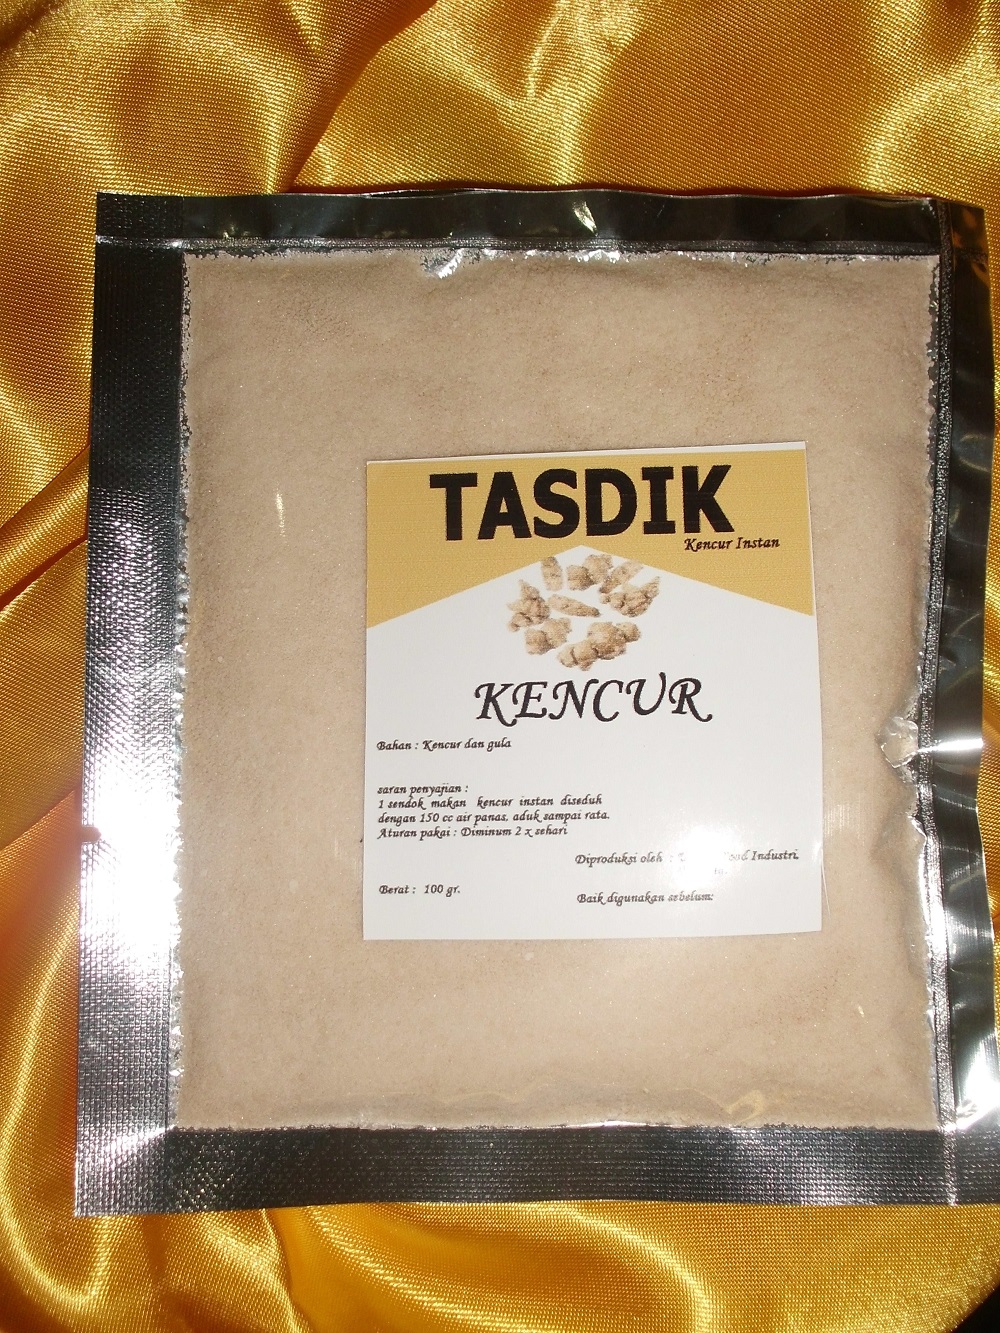 TASDIK
Kencur Instan
KENCUR
Bahan : Kencur dan gula
saran penyajian :
1 sendok makan kencur instan diseduh
dengan 150 cc air panas, aduk sampai rata.
Aturan pakai : Diminum 2 x sehari
Diproduksi oleh : Industri.
Berat : 100 gr.
Baik digunakan sebelum: